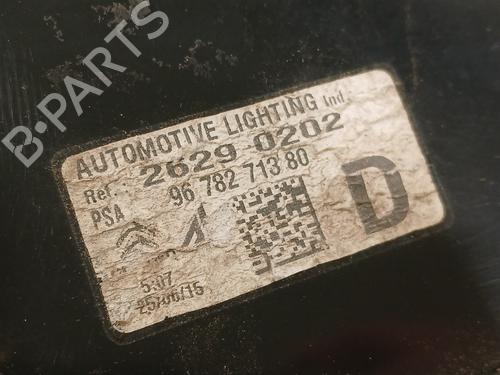 B-PARTS
AUTOMOTIVE LIGHTING Ind.
2629 0202
Ref. 96 782 713 80
PSA
D
5:07
25/06/15